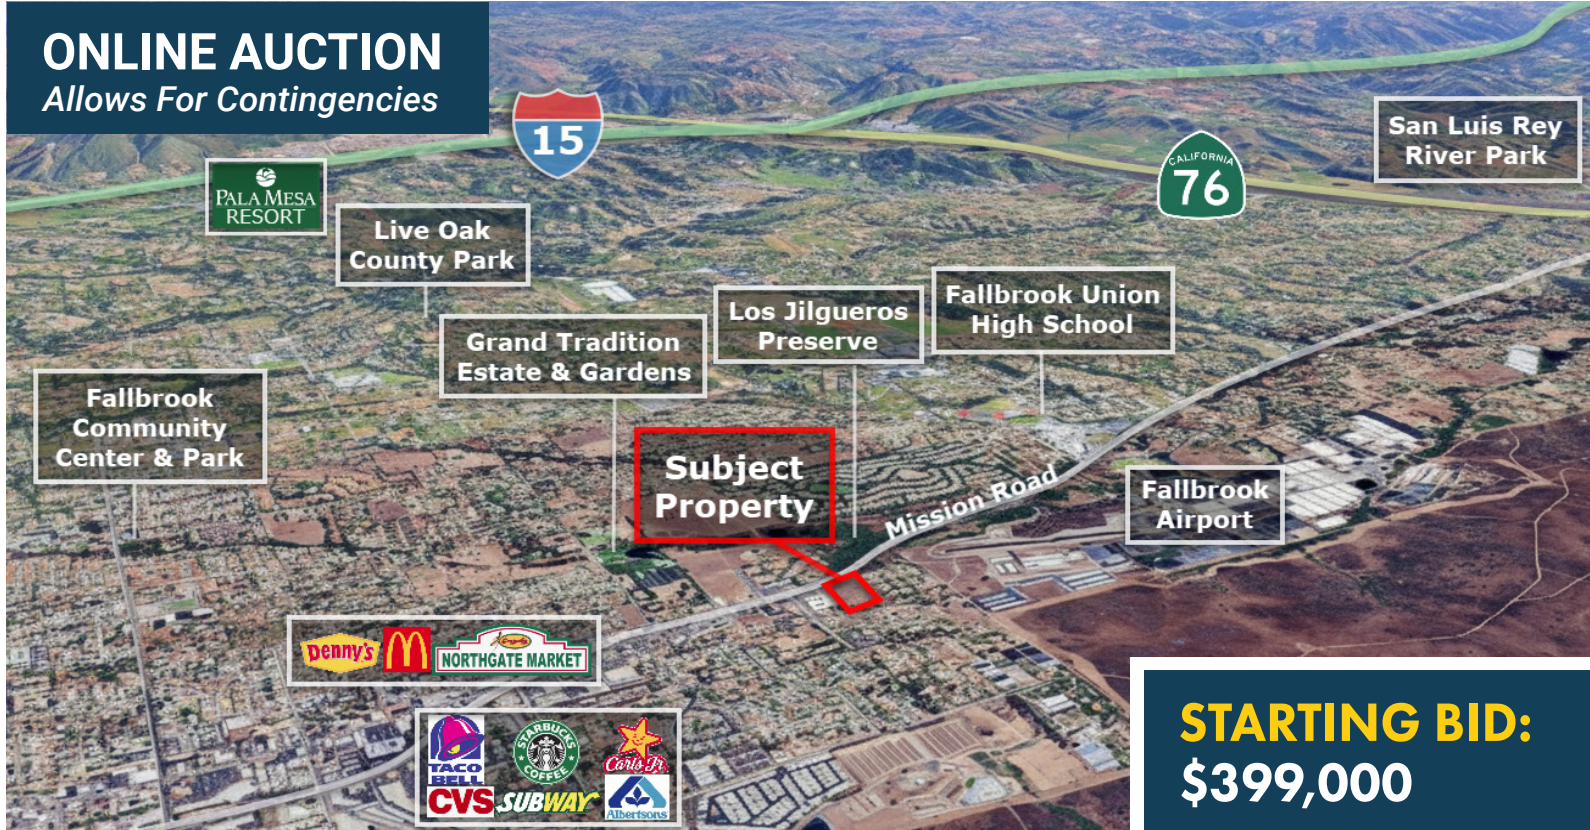 ONLINE AUCTION
Allows For Contingencies
15
CALIFORNIA
76
San Luis Rey
River Park
PALA MESA
RESORT
Live Oak
County Park
Grand Tradition
Estate & Gardens
Los Jilgueros
Preserve
Fallbrook Union
High School
Fallbrook
Community
Center & Park
Subject
Property
Mission Road
Fallbrook
Airport
Denny's
NORTHGATE MARKET
TACO
BELL
STARBUCKS
COFFEE
Carl's Jr.
CVS
SUBWAY
Albertsons
STARTING BID:
$399,000